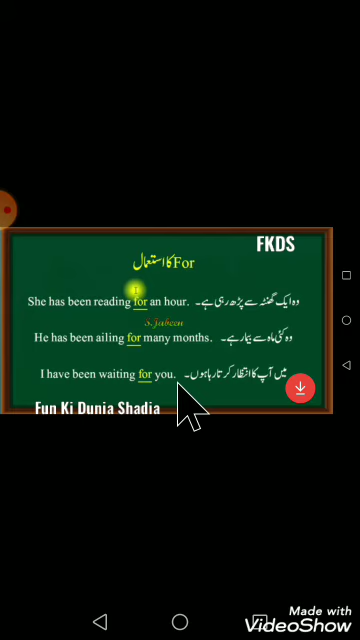 FKDS
For کا استعمال
She has been reading for an hour. وہ ایک گھنٹہ سے پڑھ رہی ہے۔
S.Jabeen
He has been ailing for many months. وہ کئی ماہ سے بیمار ہے۔
I have been waiting for you. میں آپ کا انتظار کرتا رہا ہوں۔
Fun Ki Dunia Shadia
Made with
VideoShow